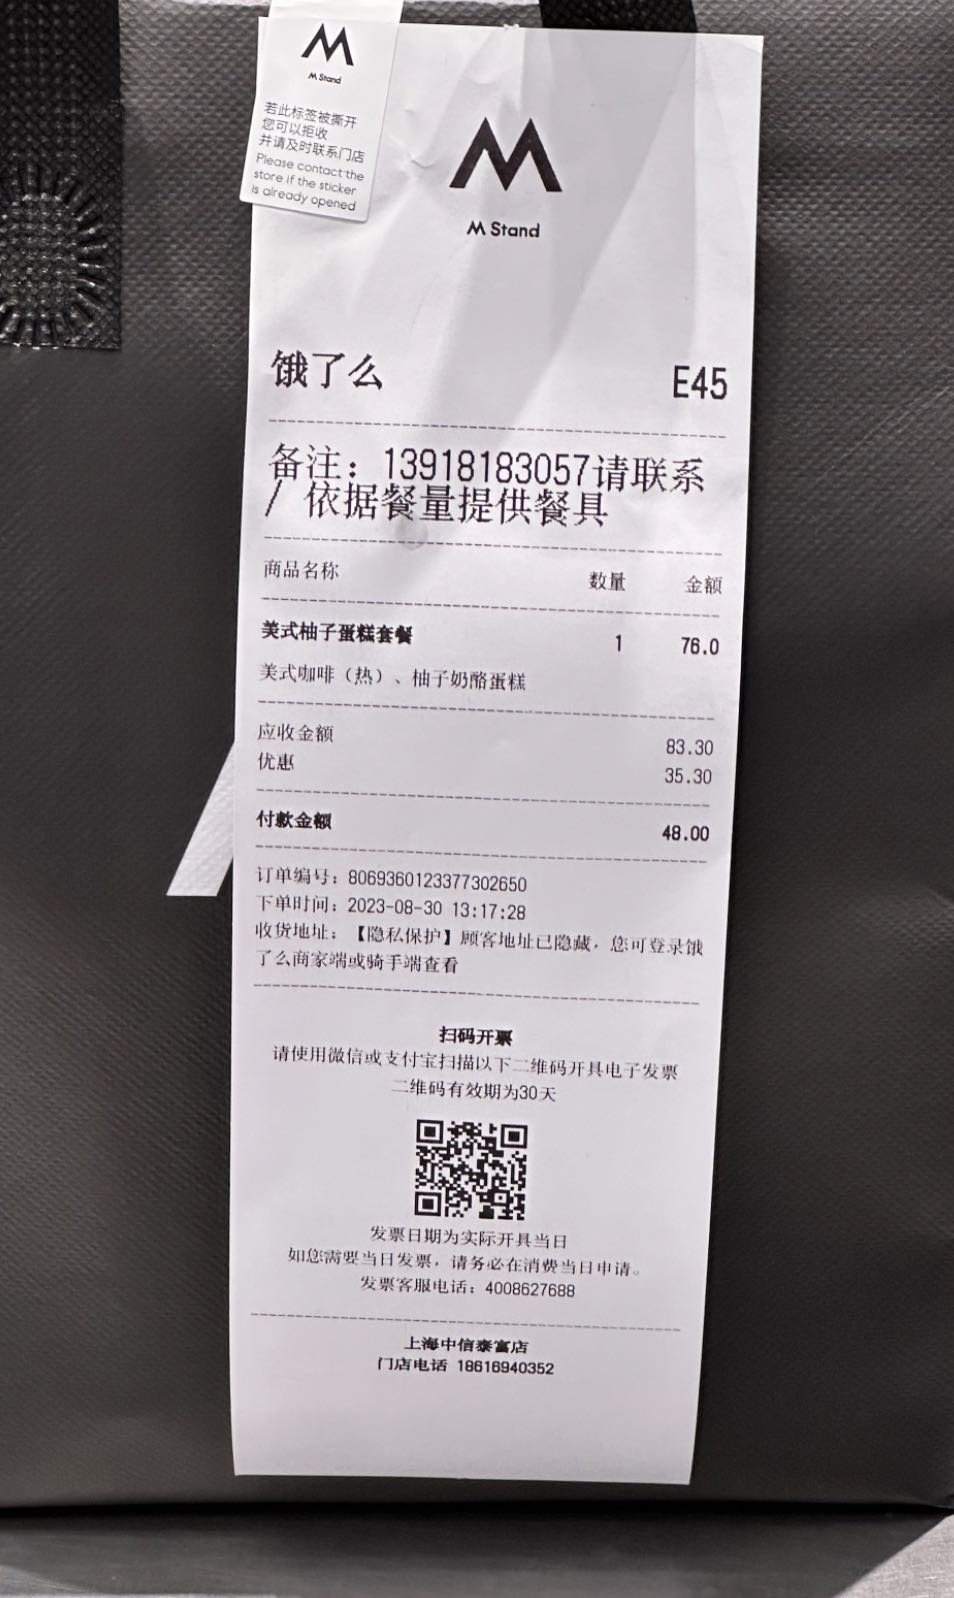 M Stand
若此标签被撕开
您可以拒收
并请及时联系门店
Please contact the
store if the sticker
is already opened
M Stand
饿了么 E45
备注：13918183057请联系
/ 依据餐量提供餐具
商品名称 数量 金额
美式柚子蛋糕套餐 1 76.0
美式咖啡（热）、柚子奶酪蛋糕
应收金额 83.30
优惠 35.30
付款金额 48.00
订单编号：8069360123377302650
下单时间：2023-08-30 13:17:28
收货地址：【隐私保护】顾客地址已隐藏，您可登录饿
了么商家端或骑手端查看
扫码开票
请使用微信或支付宝扫描以下二维码开具电子发票
二维码有效期为30天
发票日期为实际开具当日
如您需要当日发票，请务必在消费当日申请。
发票客服电话：4008627688
上海中信泰富店
门店电话 18616940352